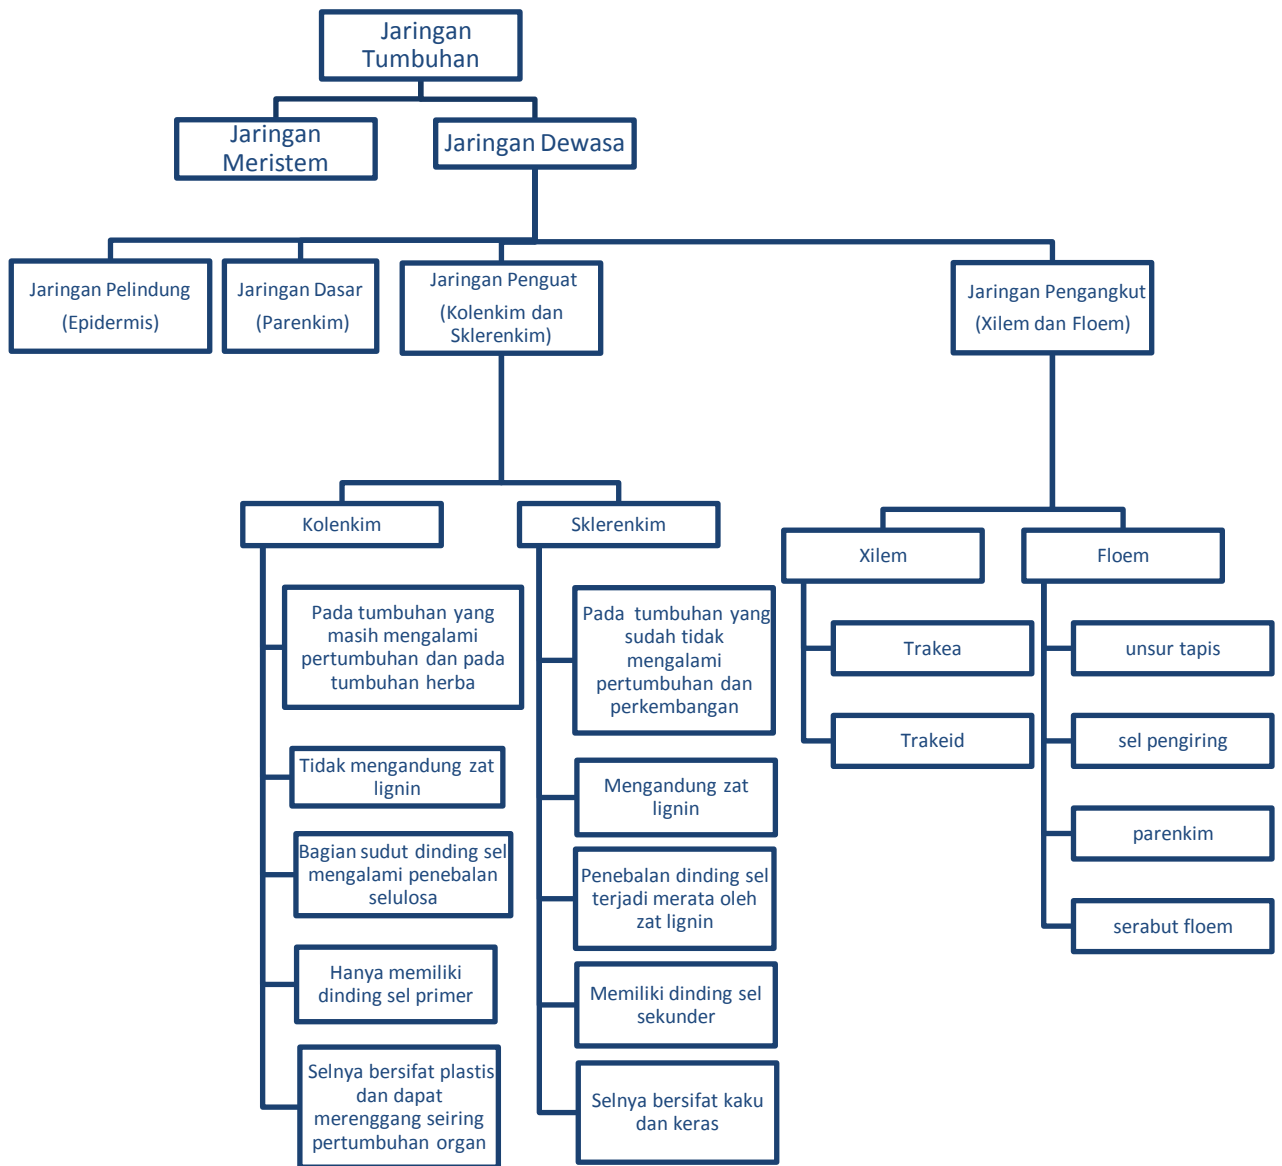 Jaringan
Tumbuhan
Jaringan
Meristem
Jaringan Dewasa
Jaringan Pelindung
(Epidermis)
Jaringan Dasar
(Parenkim)
Jaringan Penguat
(Kolenkim dan
Sklerenkim)
Jaringan Pengangkut
(Xilem dan Floem)
Kolenkim
Pada tumbuhan yang
masih mengalami
pertumbuhan dan pada
tumbuhan herba
Tidak mengandung zat
lignin
Bagian sudut dinding sel
mengalami penebalan
selulosa
Hanya memiliki
dinding sel primer
Selnya bersifat plastis
dan dapat
merenggang seiring
pertumbuhan organ
Sklerenkim
Pada tumbuhan yang
sudah tidak
mengalami
pertumbuhan dan
perkembangan
Mengandung zat
lignin
Penebalan dinding sel
terjadi merata oleh
zat lignin
Memiliki dinding sel
sekunder
Selnya bersifat kaku
dan keras
Xilem
Trakea
Trakeid
Floem
unsur tapis
sel pengiring
parenkim
serabut floem